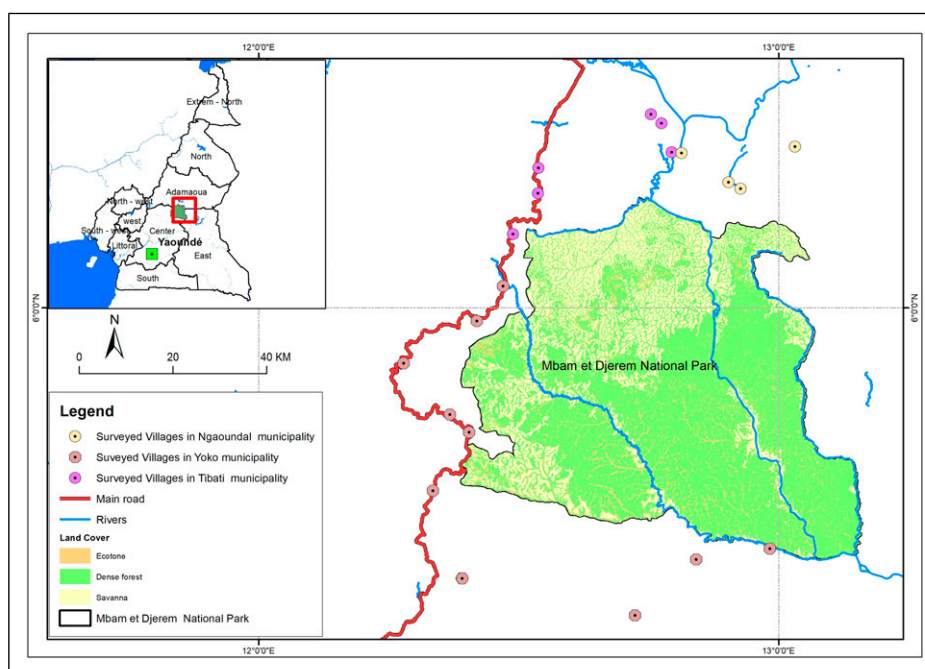 12°0'0"E
13°0'0"E
Extrem - North
North
Adamaoua
North - west
west
Center
South - west
Littoral
Yaoundé
East
South
6°0'N
6°0'N
N
0 20 40 KM
Mbam et Djerem National Park
Legend
Surveyed Villages in Ngaoundal municipality
Surveyed Villages in Yoko municipality
Surveyed Villages in Tibati municipality
Main road
Rivers
Land Cover
Ecotone
Dense forest
Savanna
Mbam et Djerem National Park
12°0'0"E
13°0'0"E